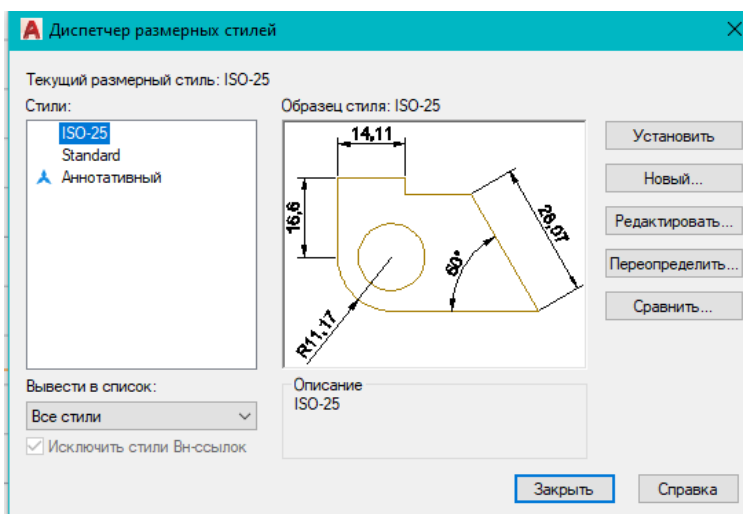 Диспетчер размерных стилей
Текущий размерный стиль: ISO-25
Стили:
ISO-25
Standard
Аннотативный
Образец стиля: ISO-25
14,11
16,6
28,07
60°
R11,17
Установить
Новый...
Редактировать...
Переопределить...
Сравнить...
Вывести в список:
Все стили
Исключить стили Вн-ссылок
Описание
ISO-25
Закрыть
Справка